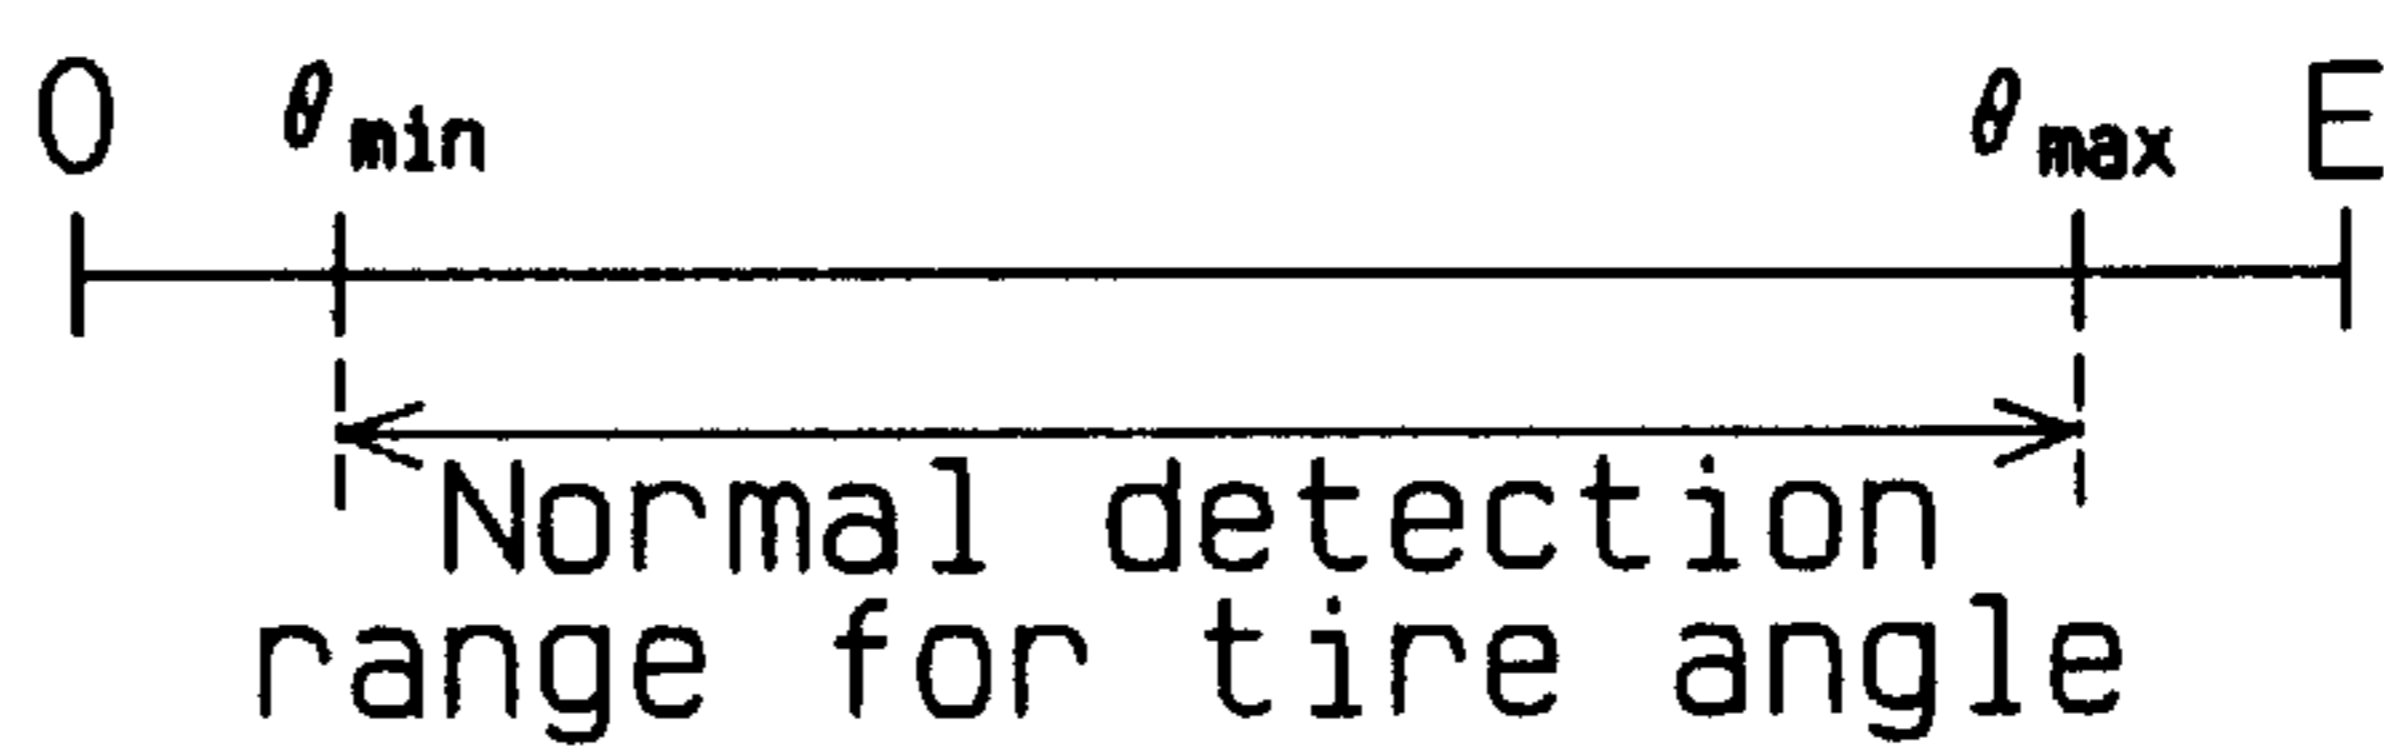 O θmin θmax E
Normal detection
range for tire angle